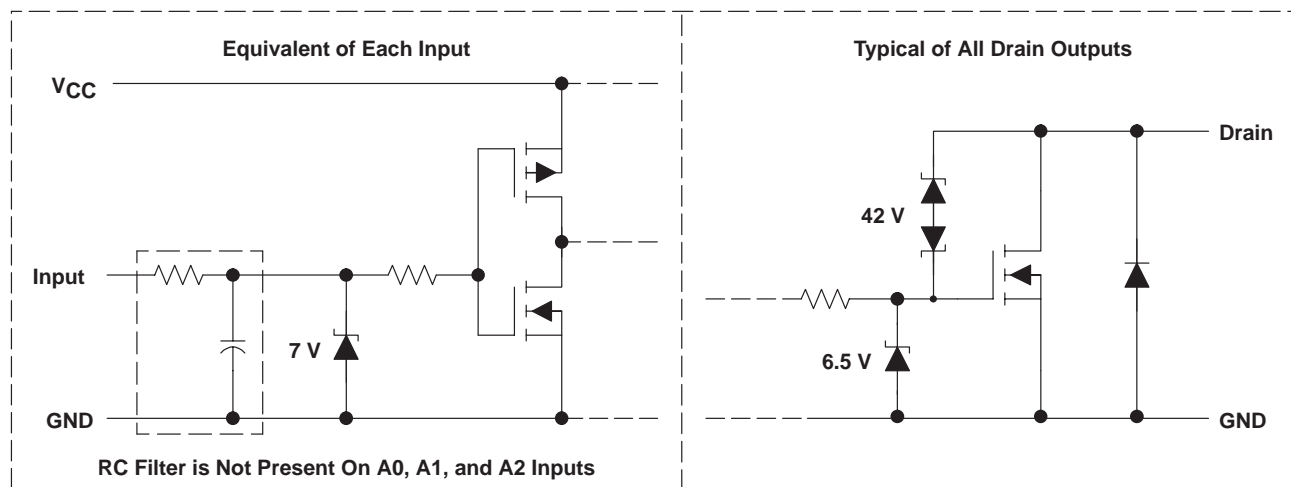 Equivalent of Each Input
VCC
Input
7 V
GND
RC Filter is Not Present On A0, A1, and A2 Inputs
Typical of All Drain Outputs
Drain
42 V
6.5 V
GND